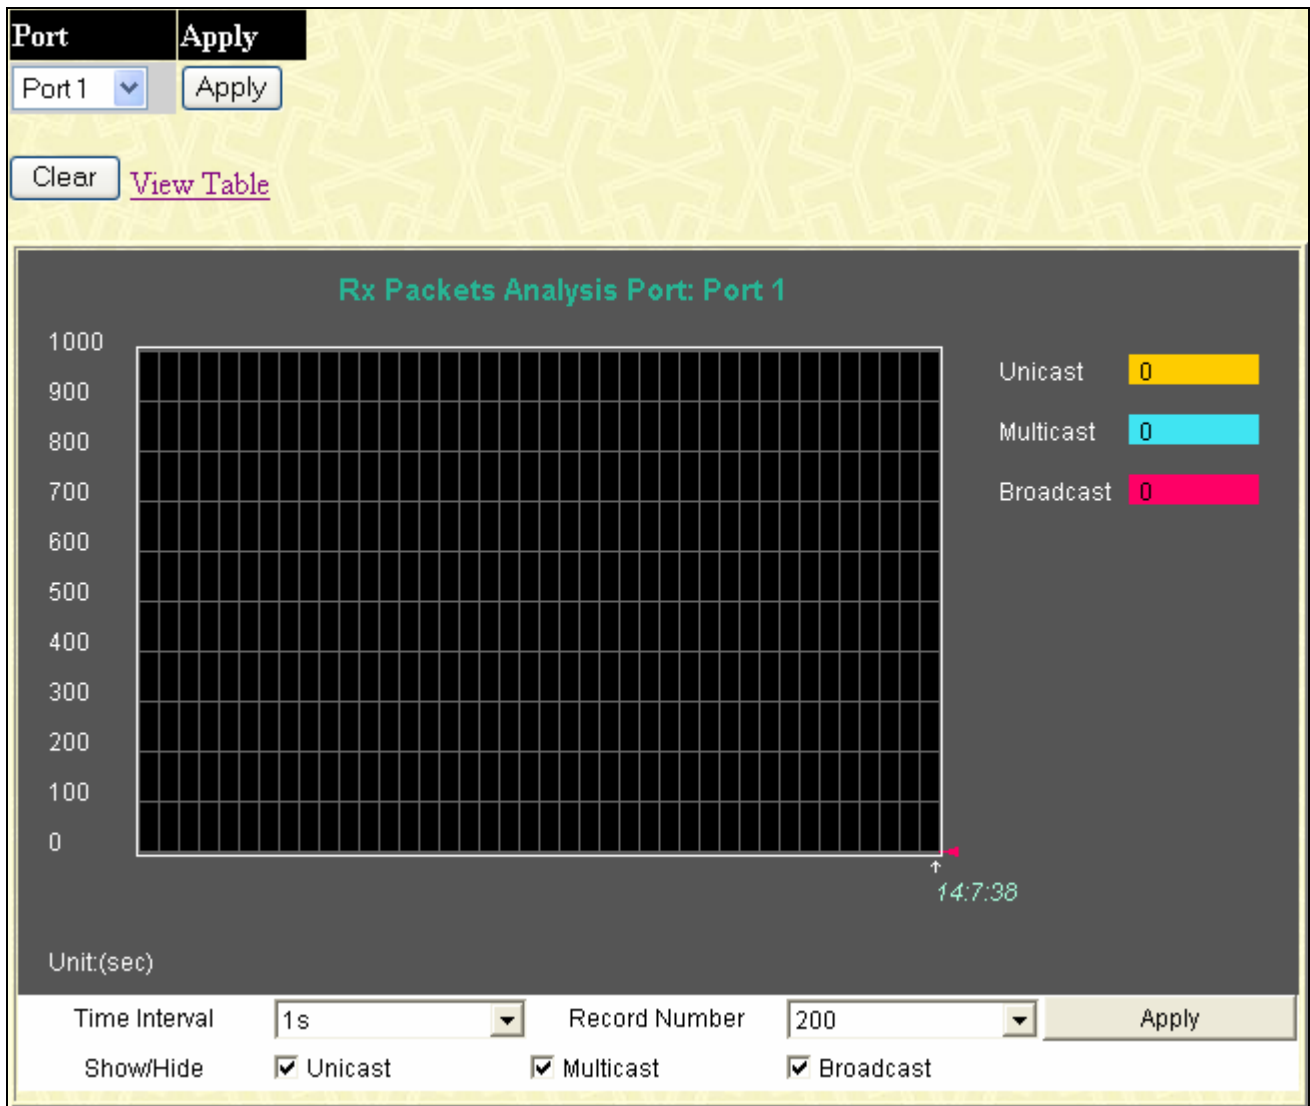 Port Apply
Port 1 Apply
Clear View Table
Rx Packets Analysis Port: Port 1
1000
900
800
700
600
500
400
300
200
100
0
Unicast 0
Multicast 0
Broadcast 0
14:7:38
Unit:(sec)
Time Interval 1s Record Number 200 Apply
Show/Hide Unicast Multicast Broadcast